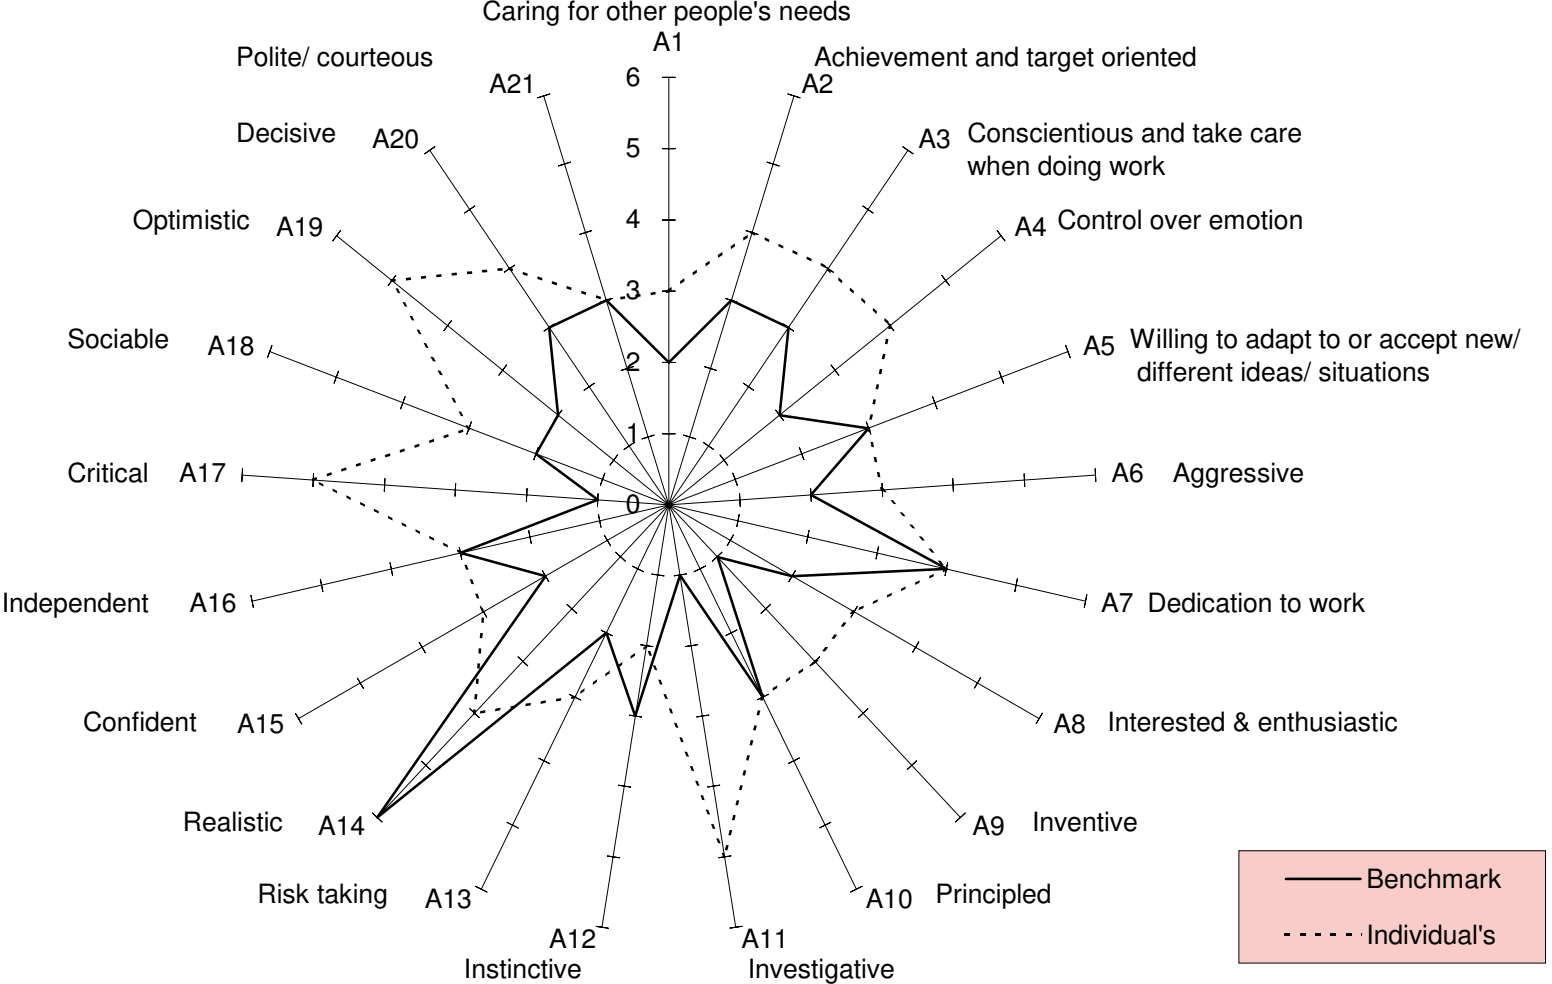 Caring for other people's needs
A1
Polite/ courteous
A21
6
Achievement and target oriented
A2
Decisive
A20
5
A3
Conscientious and take care
when doing work
Optimistic
A19
4
A4
Control over emotion
3
Sociable
A18
2
A5
Willing to adapt to or accept new/
different ideas/ situations
1
Critical
A17
0
A6
Aggressive
Independent
A16
A7
Dedication to work
Confident
A15
A8
Interested & enthusiastic
Realistic
A14
A9
Inventive
Risk taking
A13
A10
Principled
A12
A11
Instinctive
Investigative
Benchmark
Individual's